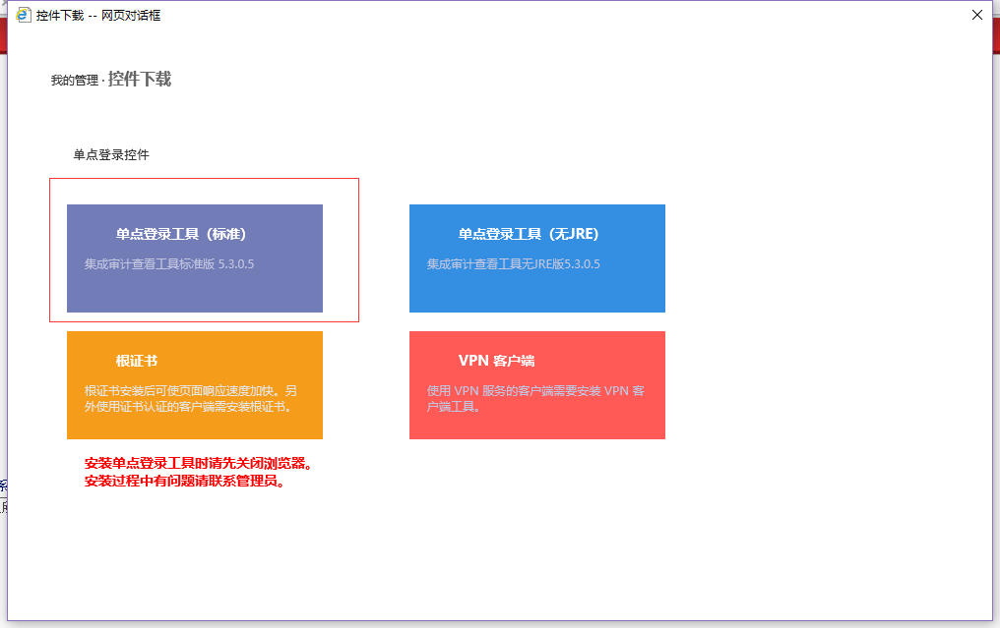 控件下载 -- 网页对话框
我的管理 · 控件下载
单点登录控件
单点登录工具（标准）
集成审计查看工具标准版 5.3.0.5
单点登录工具（无JRE）
集成审计查看工具无JRE版5.3.0.5
根证书
根证书安装后可使页面响应速度加快。另
外使用证书认证的客户端需安装根证书。
VPN 客户端
使用 VPN 服务的客户端需要安装 VPN 客
户端工具。
安装单点登录工具时请先关闭浏览器。
安装过程中有问题请联系管理员。